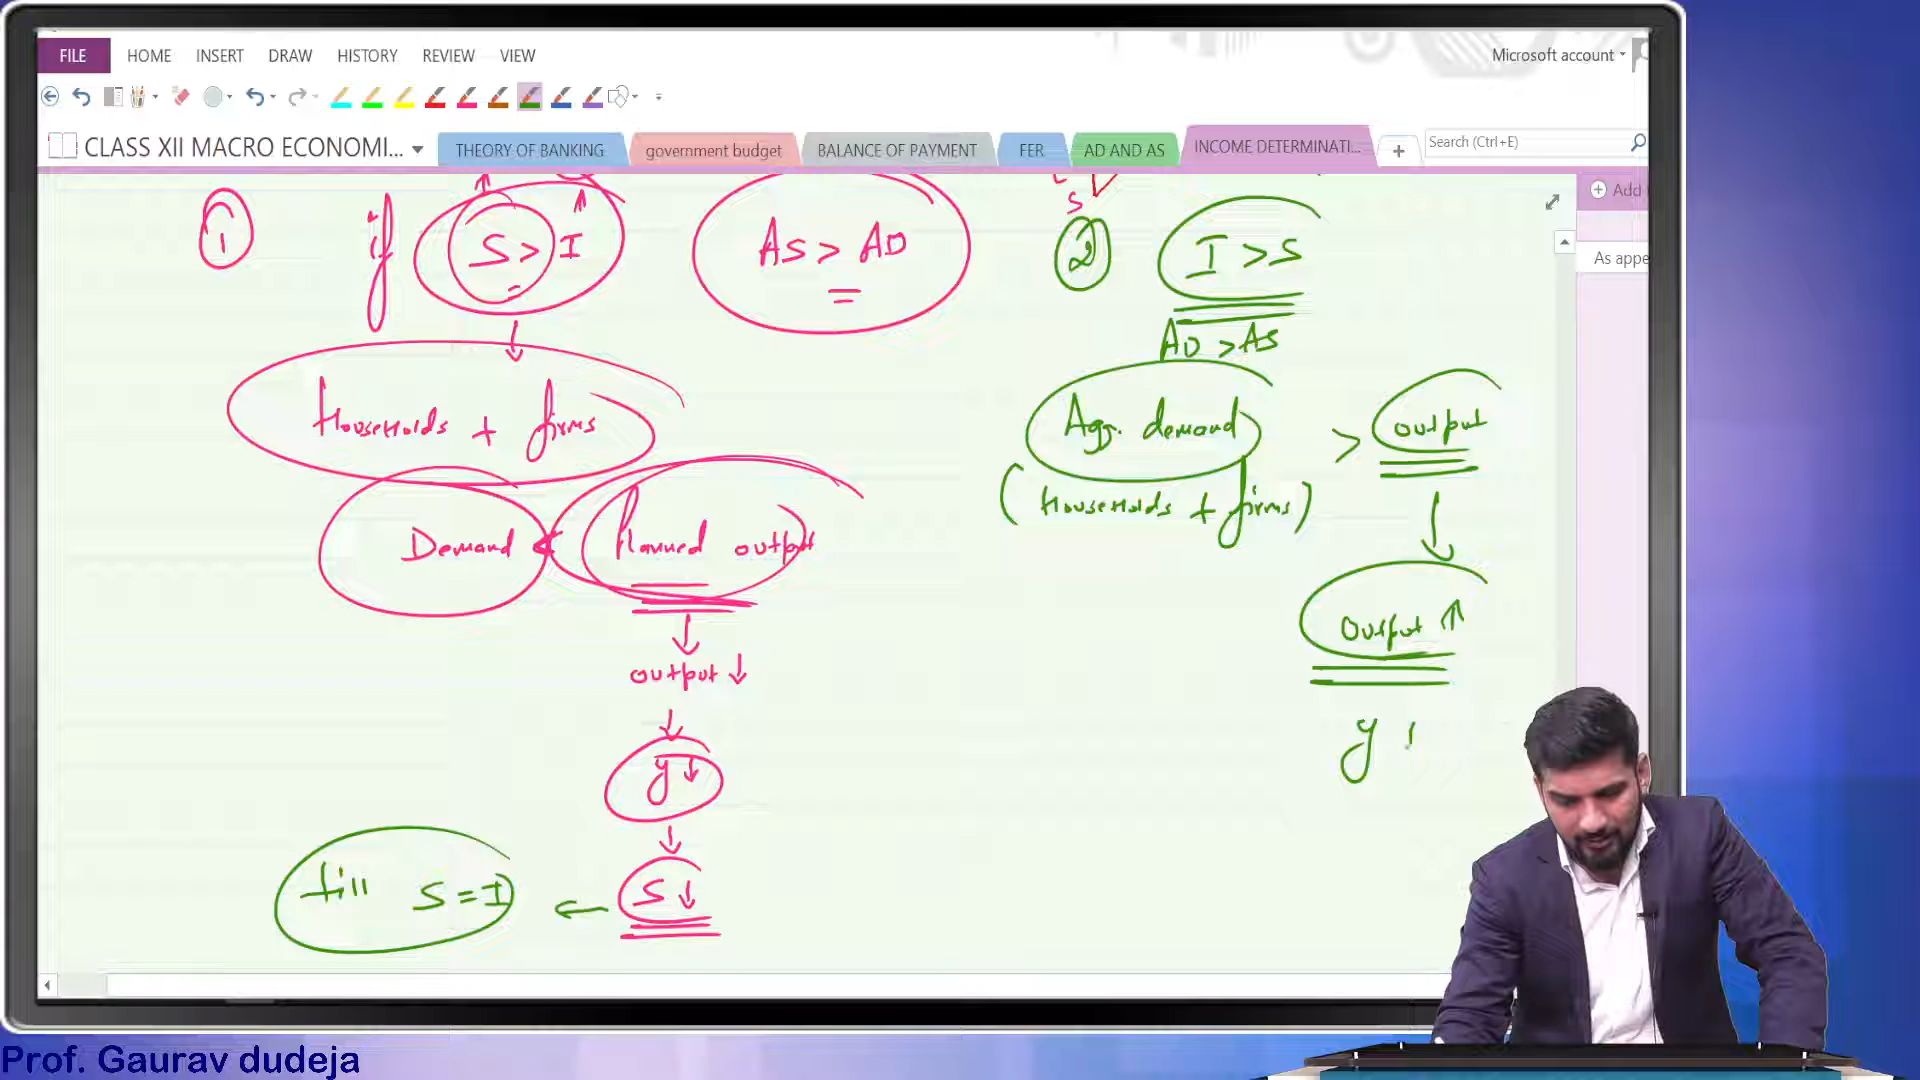 FILE HOME INSERT DRAW HISTORY REVIEW VIEW Microsoft account
CLASS XII MACRO ECONOMI... THEORY OF BANKING government budget BALANCE OF PAYMENT FER AD AND AS INCOME DETERMINATI... + Search (Ctrl+E)
Add
As appe
1 if S > I AS > AD
Households + firms
Demand < Planned output
output ↓
y ↓
S ↓
till S = I ←
S
2 I > S
AD > AS
Agg. demand > output
(Households + firms)
output ↑
y
Prof. Gaurav dudeja